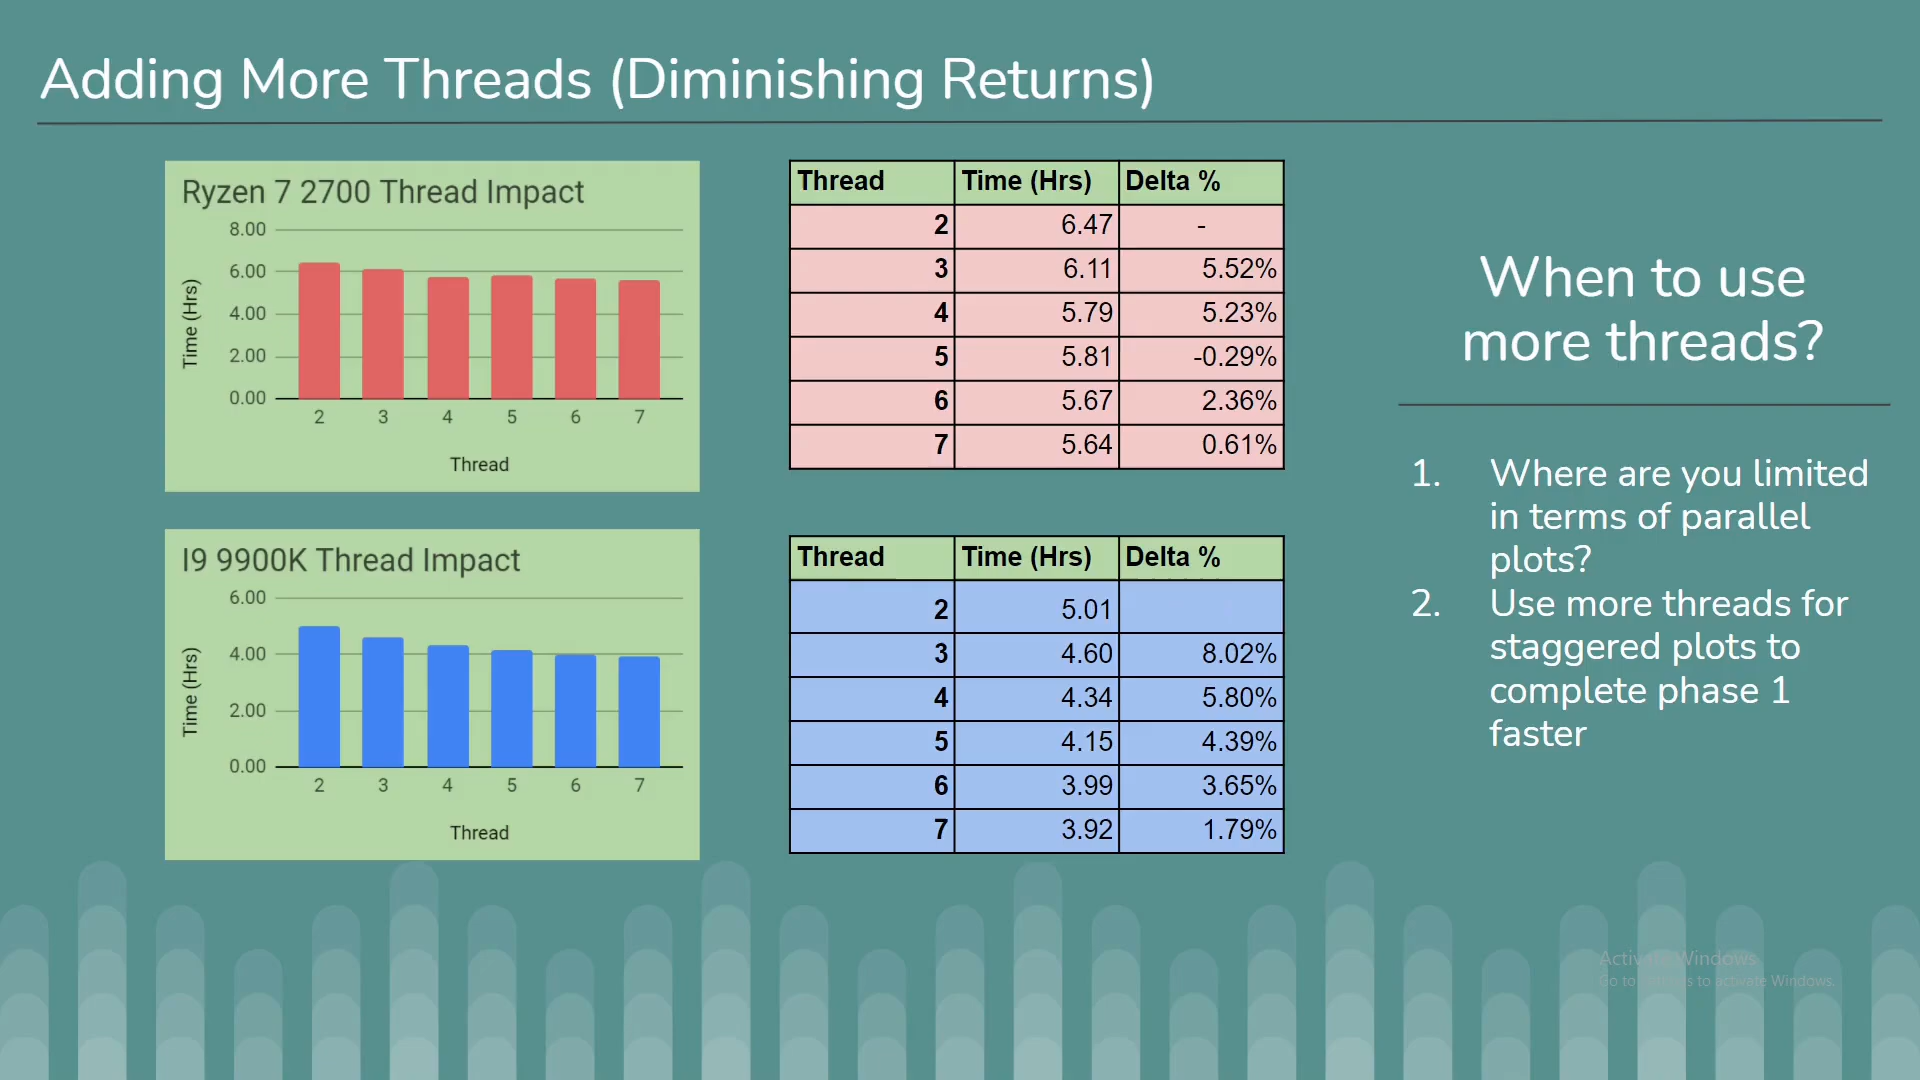 Adding More Threads (Diminishing Returns)
Ryzen 7 2700 Thread Impact
8.00
6.00
4.00
2.00
0.00
Time (Hrs)
2 3 4 5 6 7
Thread
Thread Time (Hrs) Delta %
2 6.47 -
3 6.11 5.52%
4 5.79 5.23%
5 5.81 -0.29%
6 5.67 2.36%
7 5.64 0.61%
I9 9900K Thread Impact
6.00
4.00
2.00
0.00
Time (Hrs)
2 3 4 5 6 7
Thread
Thread Time (Hrs) Delta %
2 5.01
3 4.60 8.02%
4 4.34 5.80%
5 4.15 4.39%
6 3.99 3.65%
7 3.92 1.79%
When to use
more threads?
1. Where are you limited
in terms of parallel
plots?
2. Use more threads for
staggered plots to
complete phase 1
faster
Activate Windows
Go to Settings to activate Windows.